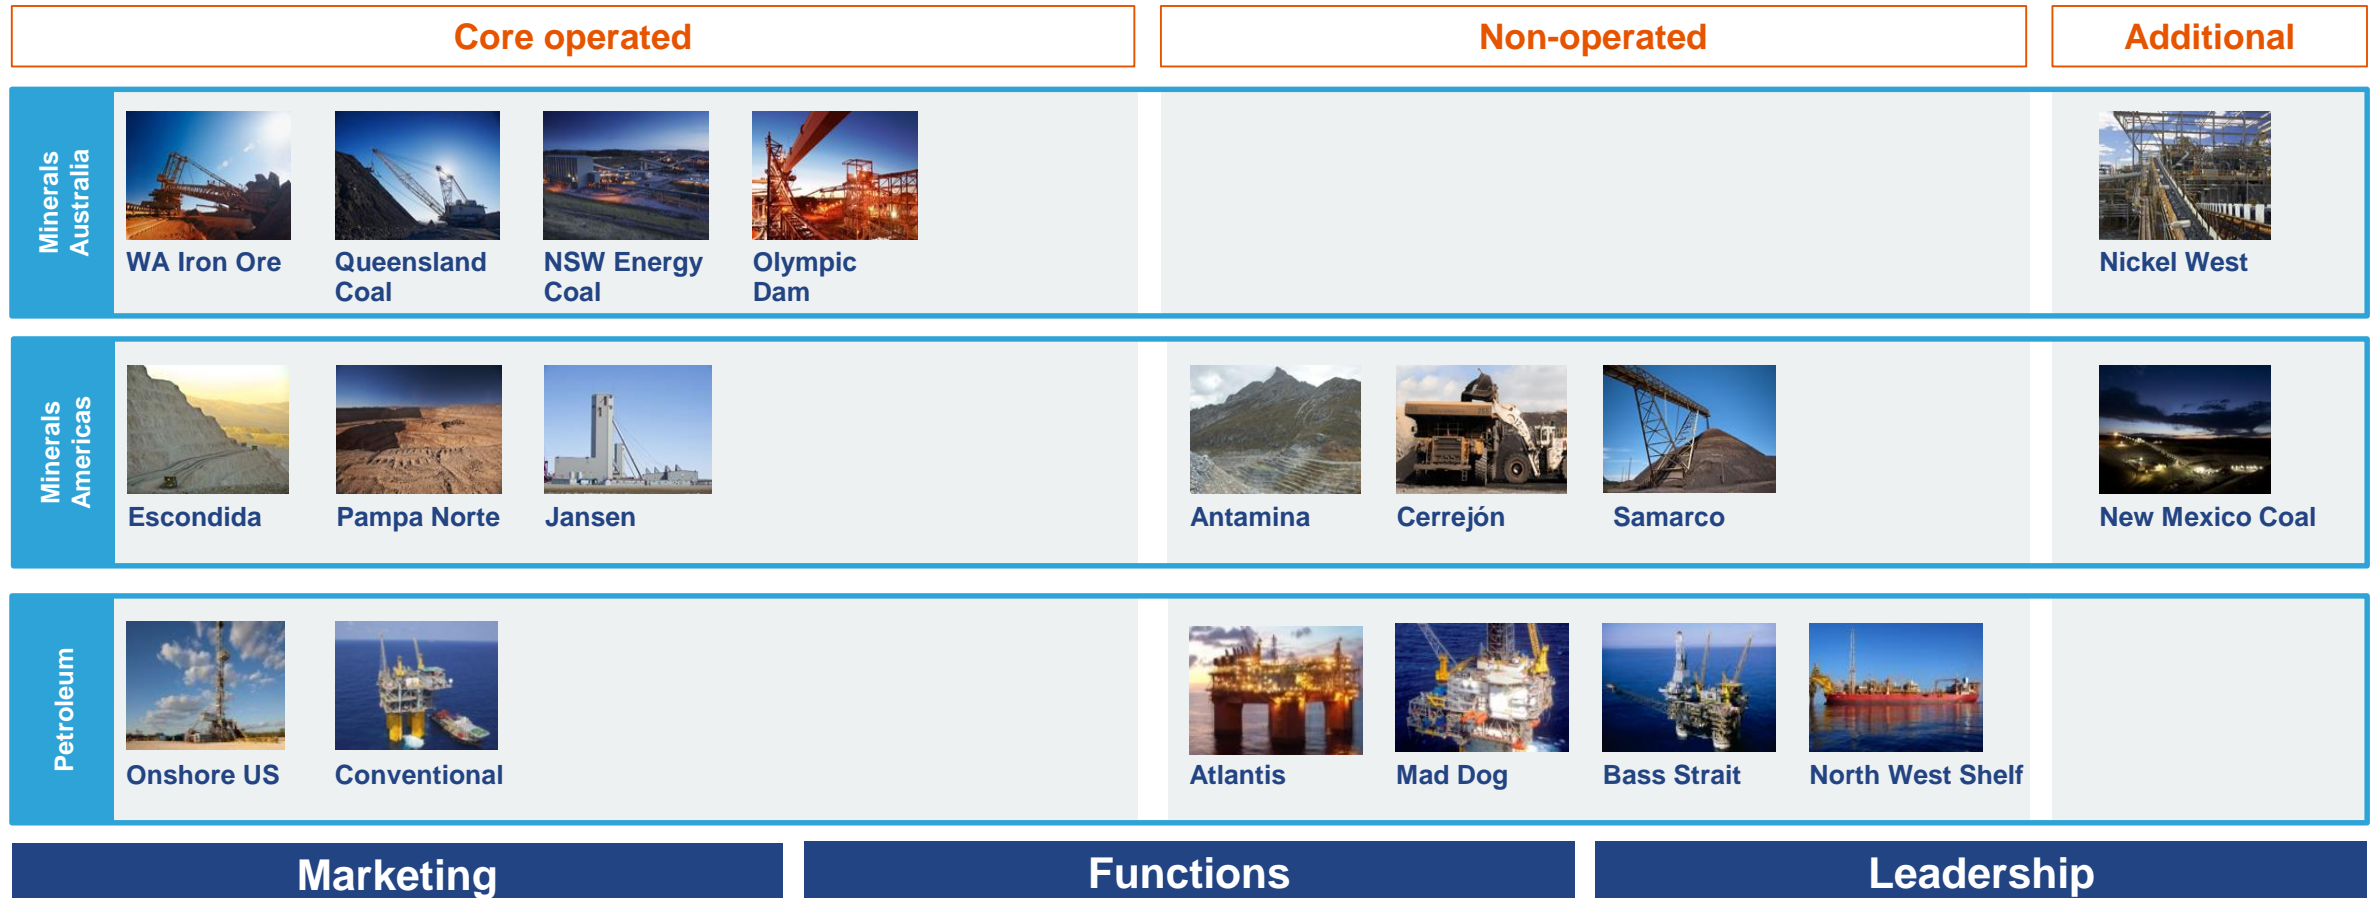 Core operated
Non-operated
Additional
Minerals
Australia
WA Iron Ore
Queensland
Coal
NSW Energy
Coal
Olympic
Dam
Nickel West
Minerals
Americas
Escondida
Pampa Norte
Jansen
Antamina
Cerrejón
Samarco
New Mexico Coal
Petroleum
Onshore US
Conventional
Atlantis
Mad Dog
Bass Strait
North West Shelf
Marketing
Functions
Leadership